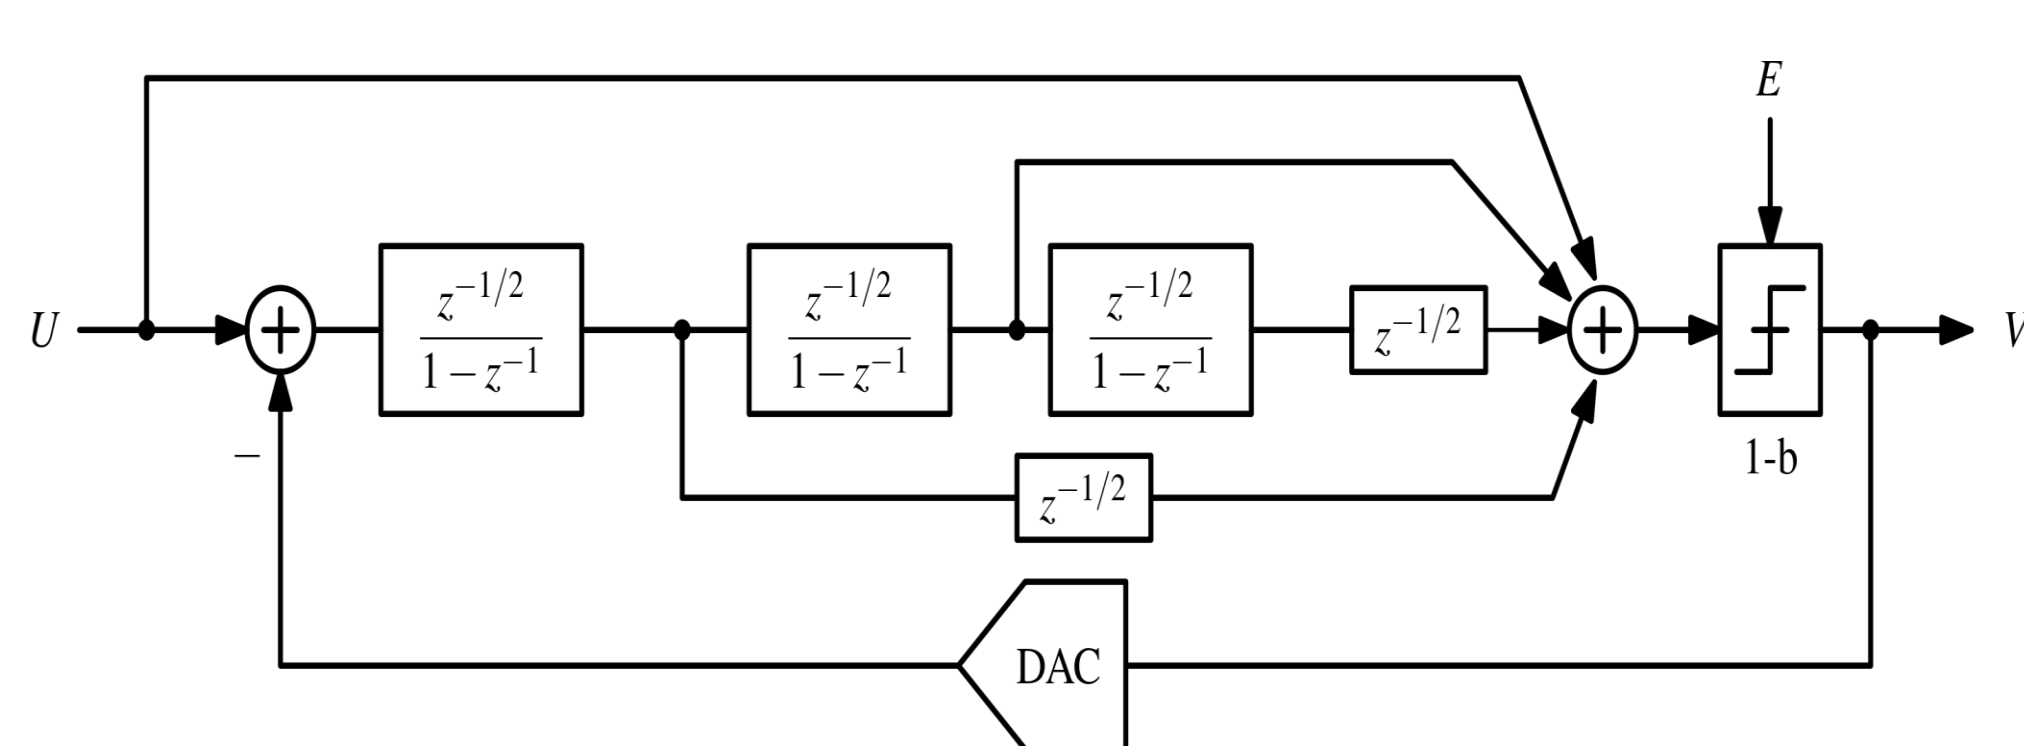 E
U
z^{-1/2}
1 − z^{-1}
z^{-1/2}
1 − z^{-1}
z^{-1/2}
1 − z^{-1}
z^{-1/2}
V
−
1-b
z^{-1/2}
DAC